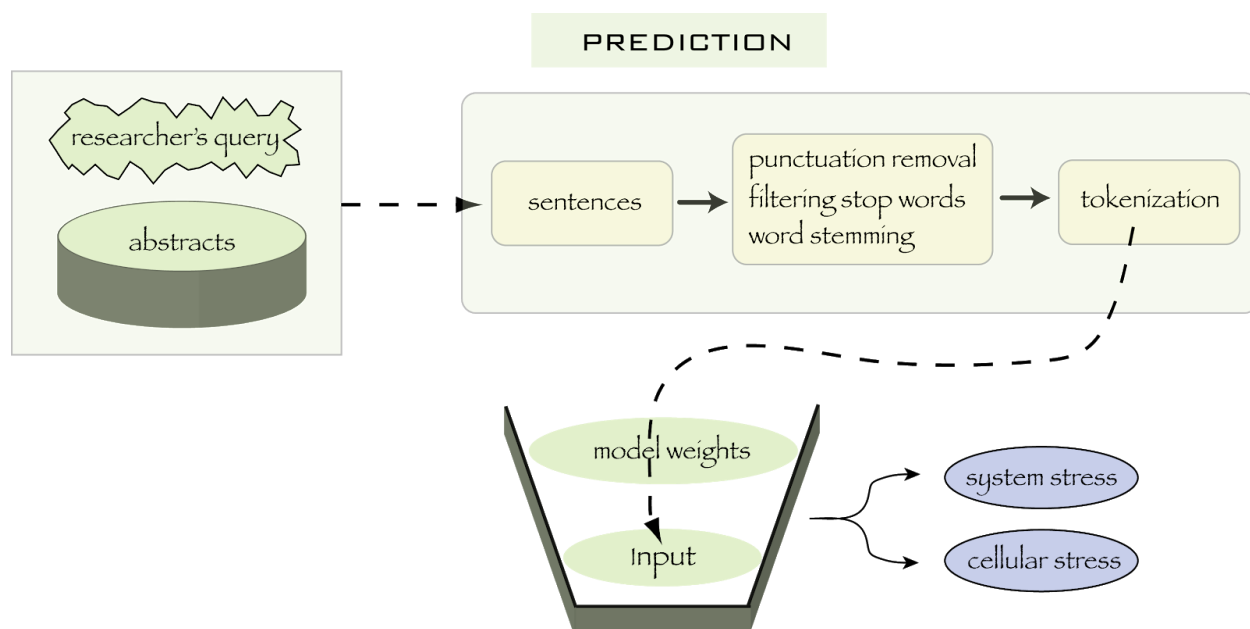 PREDICTION
researcher's query
abstracts
sentences
punctuation removal
filtering stop words
word stemming
tokenization
model weights
Input
system stress
cellular stress